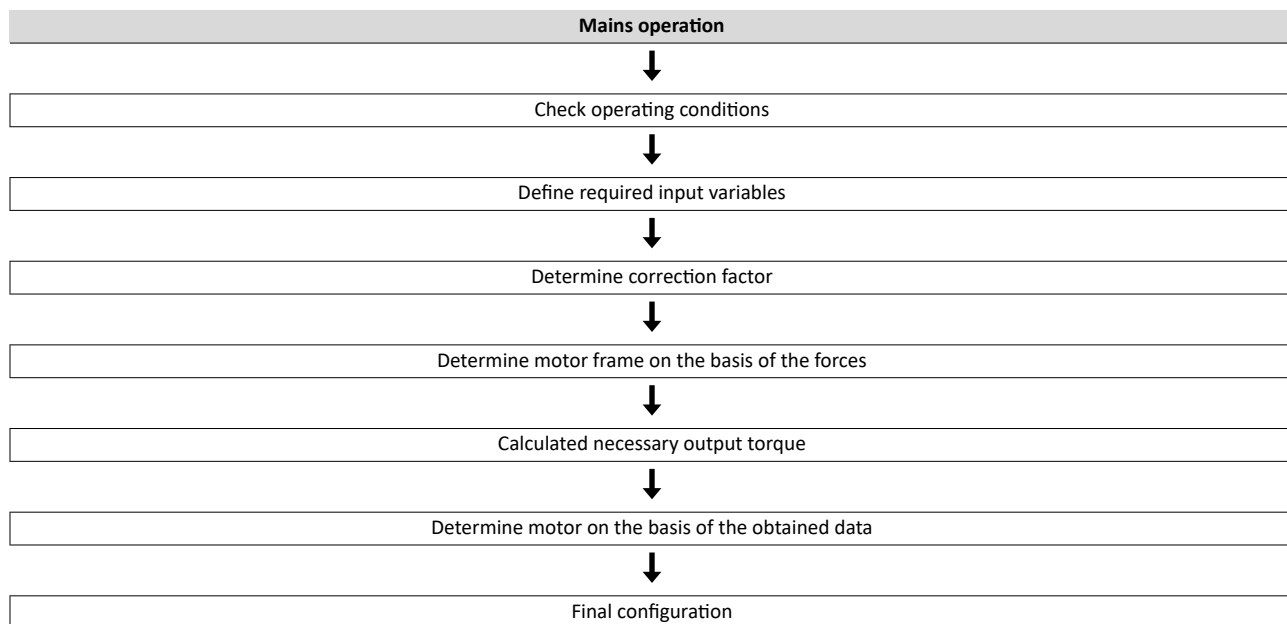 Mains operation
Check operating conditions
Define required input variables
Determine correction factor
Determine motor frame on the basis of the forces
Calculated necessary output torque
Determine motor on the basis of the obtained data
Final configuration